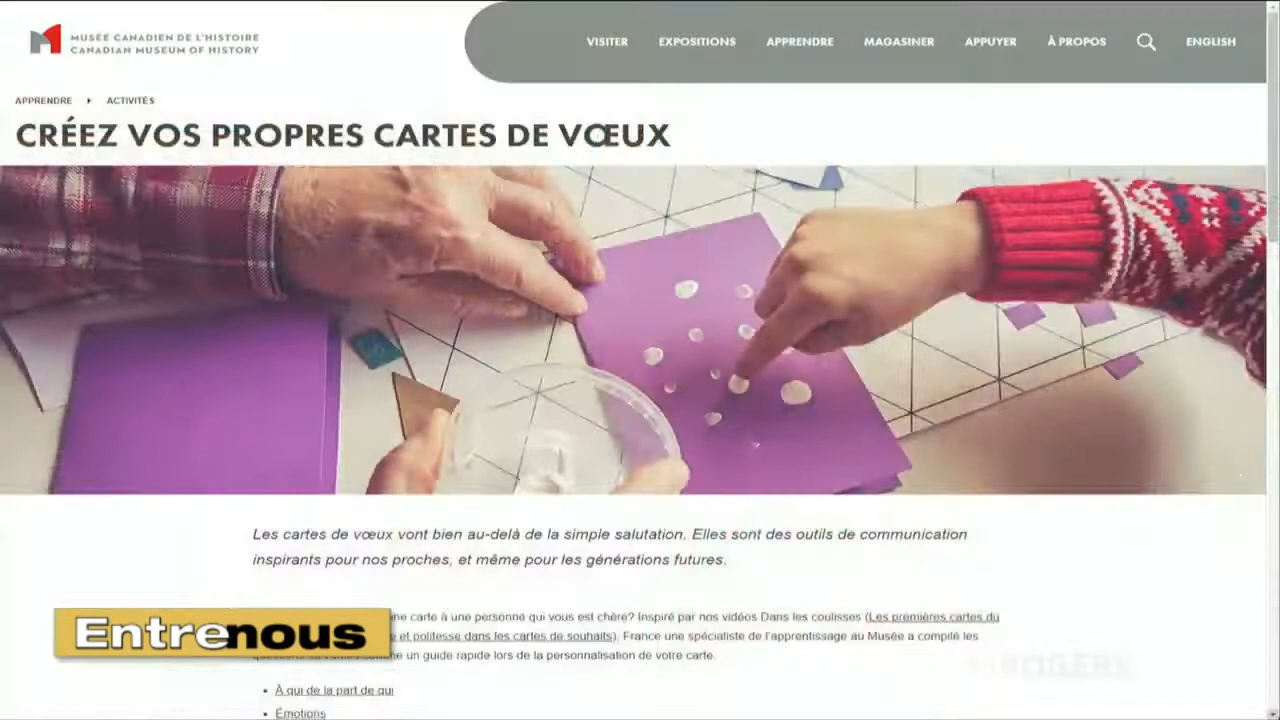 MUSÉE CANADIEN DE L'HISTOIRE
CANADIAN MUSEUM OF HISTORY
VISITER EXPOSITIONS APPRENDRE MAGASINER APPUYER À PROPOS ENGLISH
APPRENDRE ACTIVITÉS
CRÉEZ VOS PROPRES CARTES DE VŒUX
Les cartes de vœux vont bien au-delà de la simple salutation. Elles sont des outils de communication
inspirants pour nos proches, et même pour les générations futures.
carte à une personne qui vous est chère? Inspiré par nos vidéos Dans les coulisses (Les premières cartes du
et politesse dans les cartes de souhaits). France une spécialiste de l'apprentissage au Musée a compilé les
un guide rapide lors de la personnalisation de votre carte.
Entrenous
ROGERS
• À qui de la part de qui
• Émotions